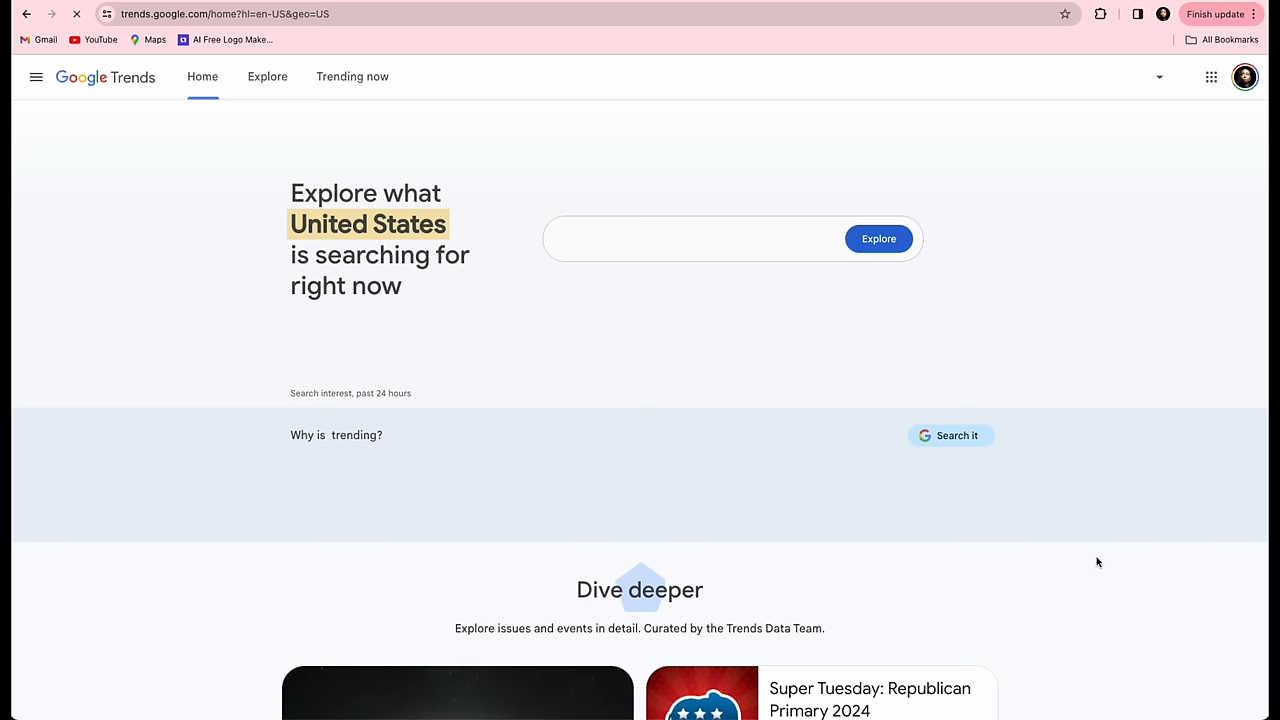 trends.google.com/home?hl=en-US&geo=US
Finish update
Gmail
YouTube
Maps
AI Free Logo Make...
All Bookmarks
Google Trends
Home
Explore
Trending now
Explore what
United States
is searching for
right now
Explore
Search interest, past 24 hours
Why is trending?
Search it
Dive deeper
Explore issues and events in detail. Curated by the Trends Data Team.
Super Tuesday: Republican
Primary 2024